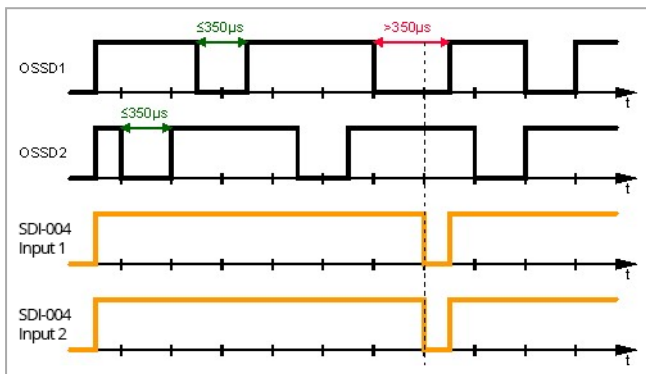 ≤350µs
>350µs
OSSD1
t
≤350µs
OSSD2
t
SDI-004
Input 1
t
SDI-004
Input 2
t